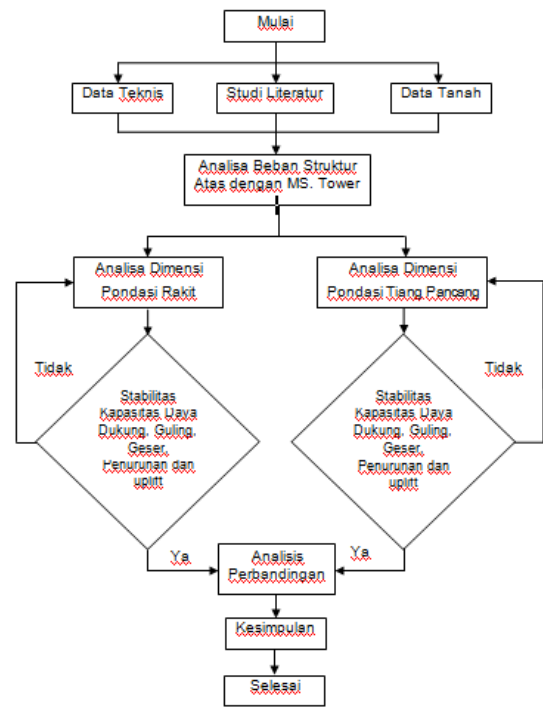 Mulai
Data Teknis
Studi Literatur
Data Tanah
Analisa Beban Struktur
Atas dengan MS. Tower
Analisa Dimensi
Pondasi Rakit
Analisa Dimensi
Pondasi Tiang Pancang
Tidak
Tidak
Stabilitas
Kapasitas Daya
Dukung, Guling,
Geser,
Penurunan dan
uplift
Stabilitas
Kapasitas Daya
Dukung, Guling,
Geser,
Penurunan dan
uplift
Ya
Analisis
Perbandingan
Ya
Kesimpulan
Selesai